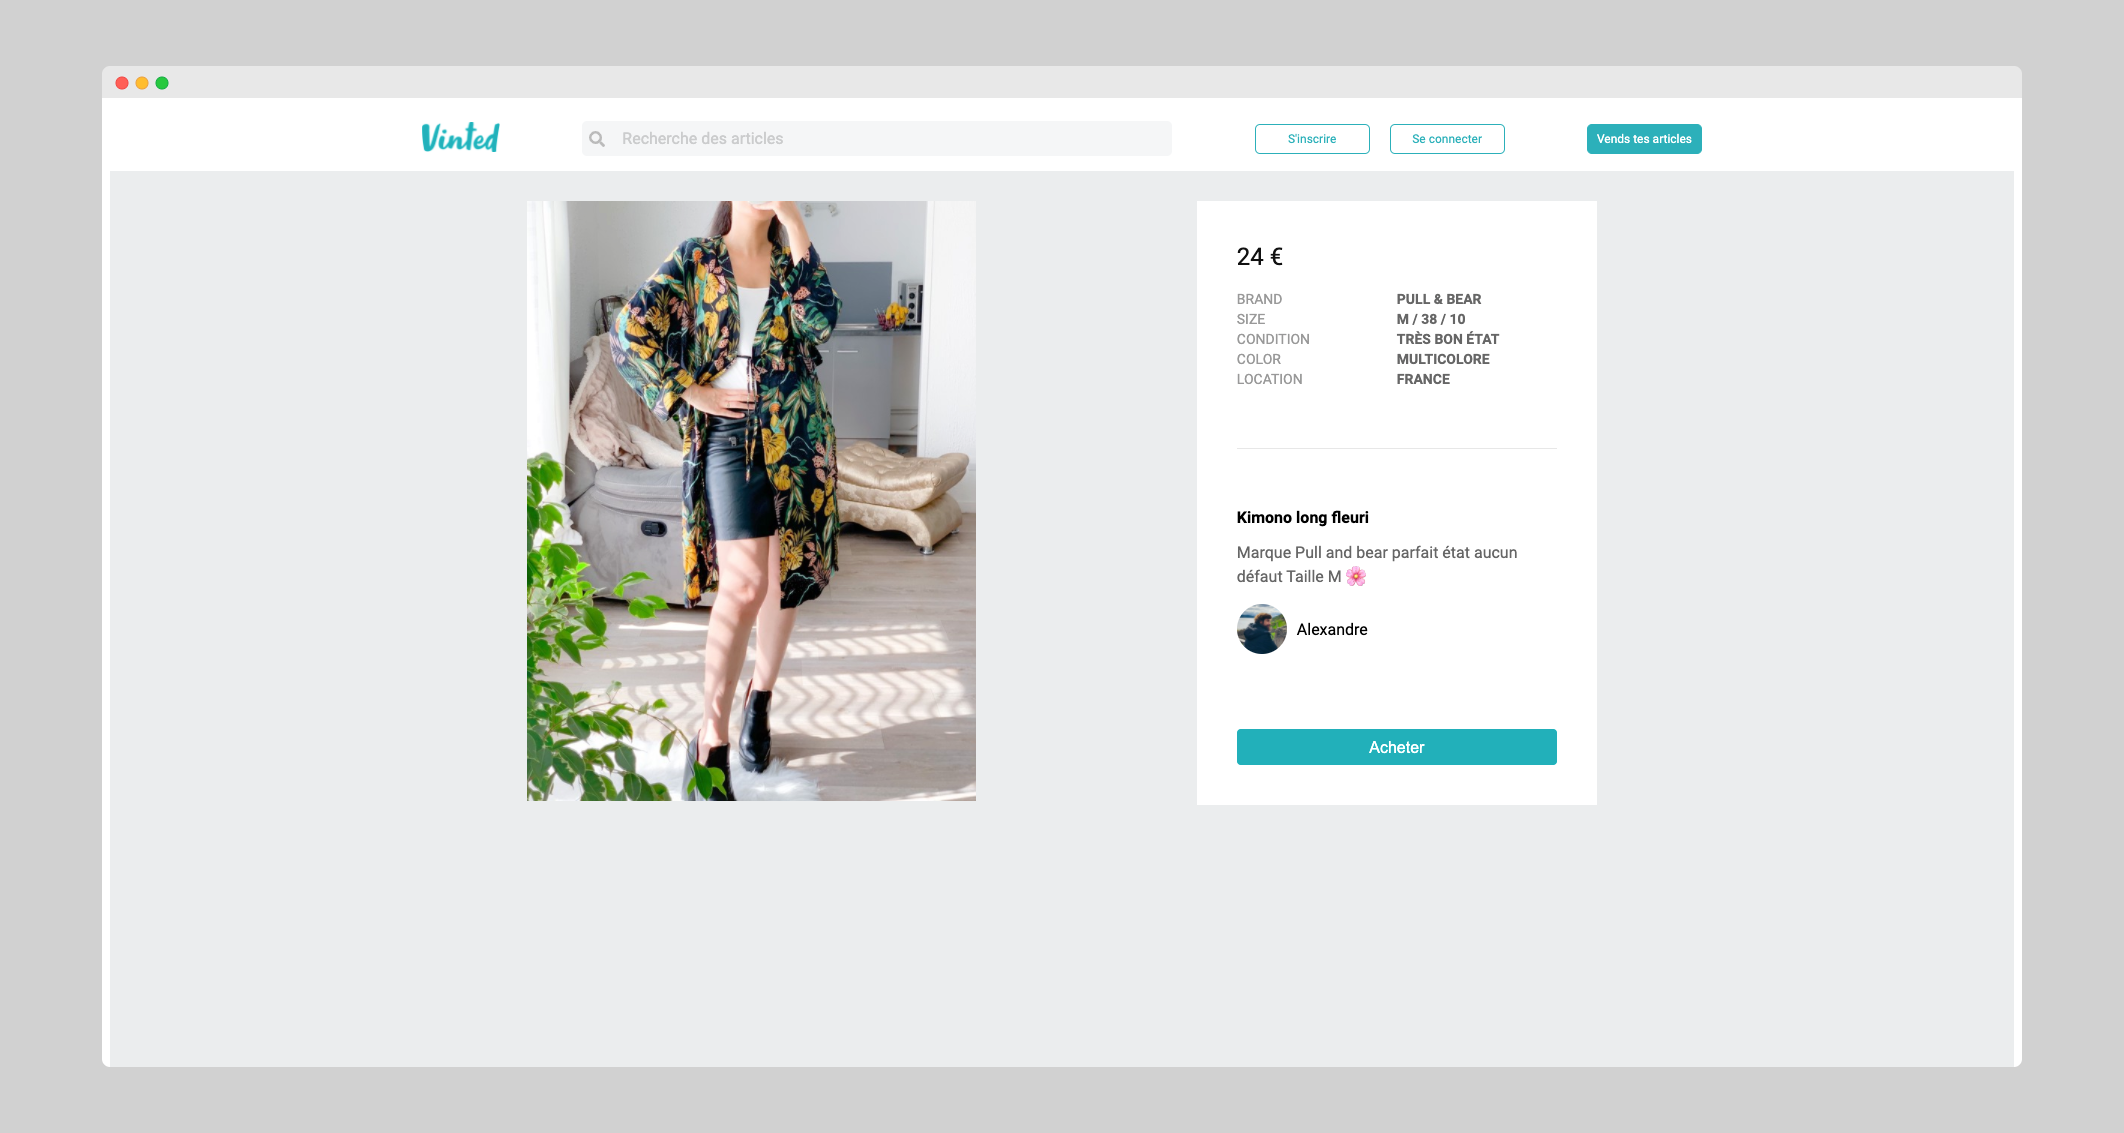 Vinted
Recherche des articles
S'inscrire
Se connecter
Vends tes articles
24 €
BRAND PULL & BEAR
SIZE M / 38 / 10
CONDITION TRÈS BON ÉTAT
COLOR MULTICOLORE
LOCATION FRANCE
Kimono long fleuri
Marque Pull and bear parfait état aucun
défaut Taille M 🌸
Alexandre
Acheter